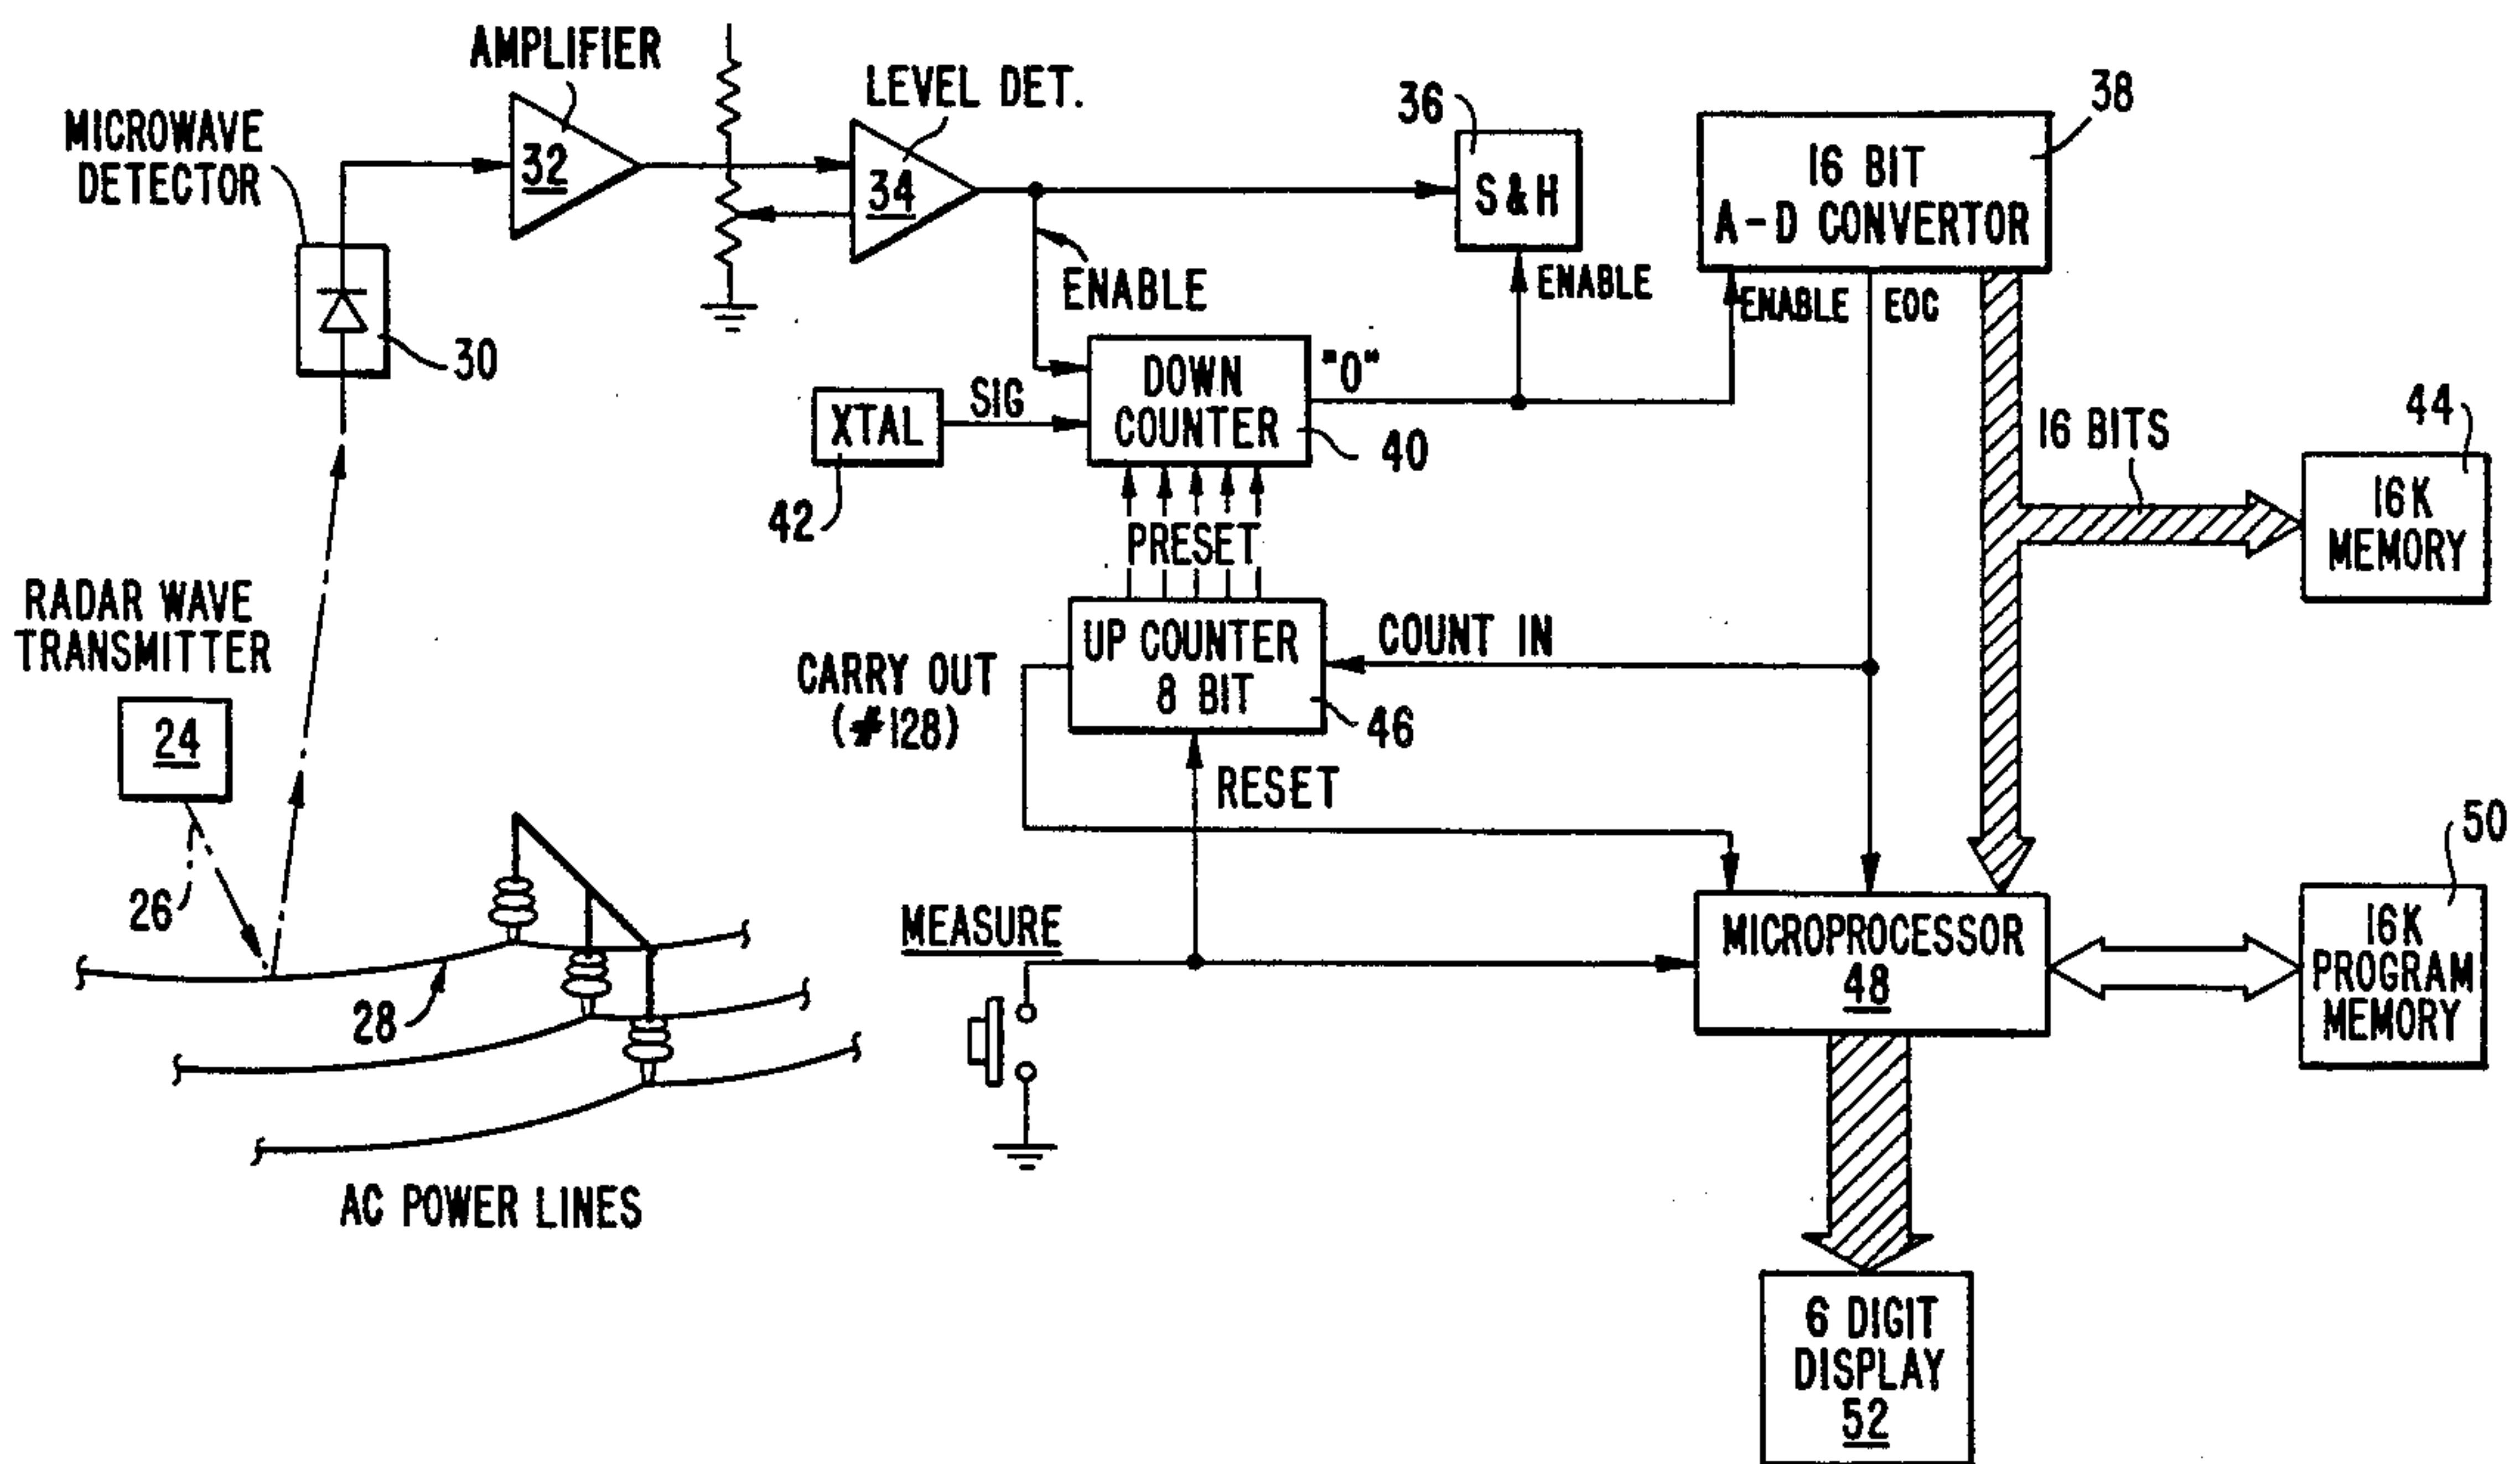 AMPLIFIER
32
LEVEL DET.
34
MICROWAVE
DETECTOR
30
36
S & H
38
16 BIT
A-D CONVERTOR
ENABLE
ENABLE
ENABLE
EOC
"0"
DOWN
COUNTER
40
SIG
XTAL
42
PRESET
16 BITS
44
16K
MEMORY
RADAR WAVE
TRANSMITTER
24
26
28
AC POWER LINES
UP COUNTER
8 BIT
46
COUNT IN
CARRY OUT
(#128)
RESET
MEASURE
MICROPROCESSOR
48
50
16K
PROGRAM
MEMORY
6 DIGIT
DISPLAY
52